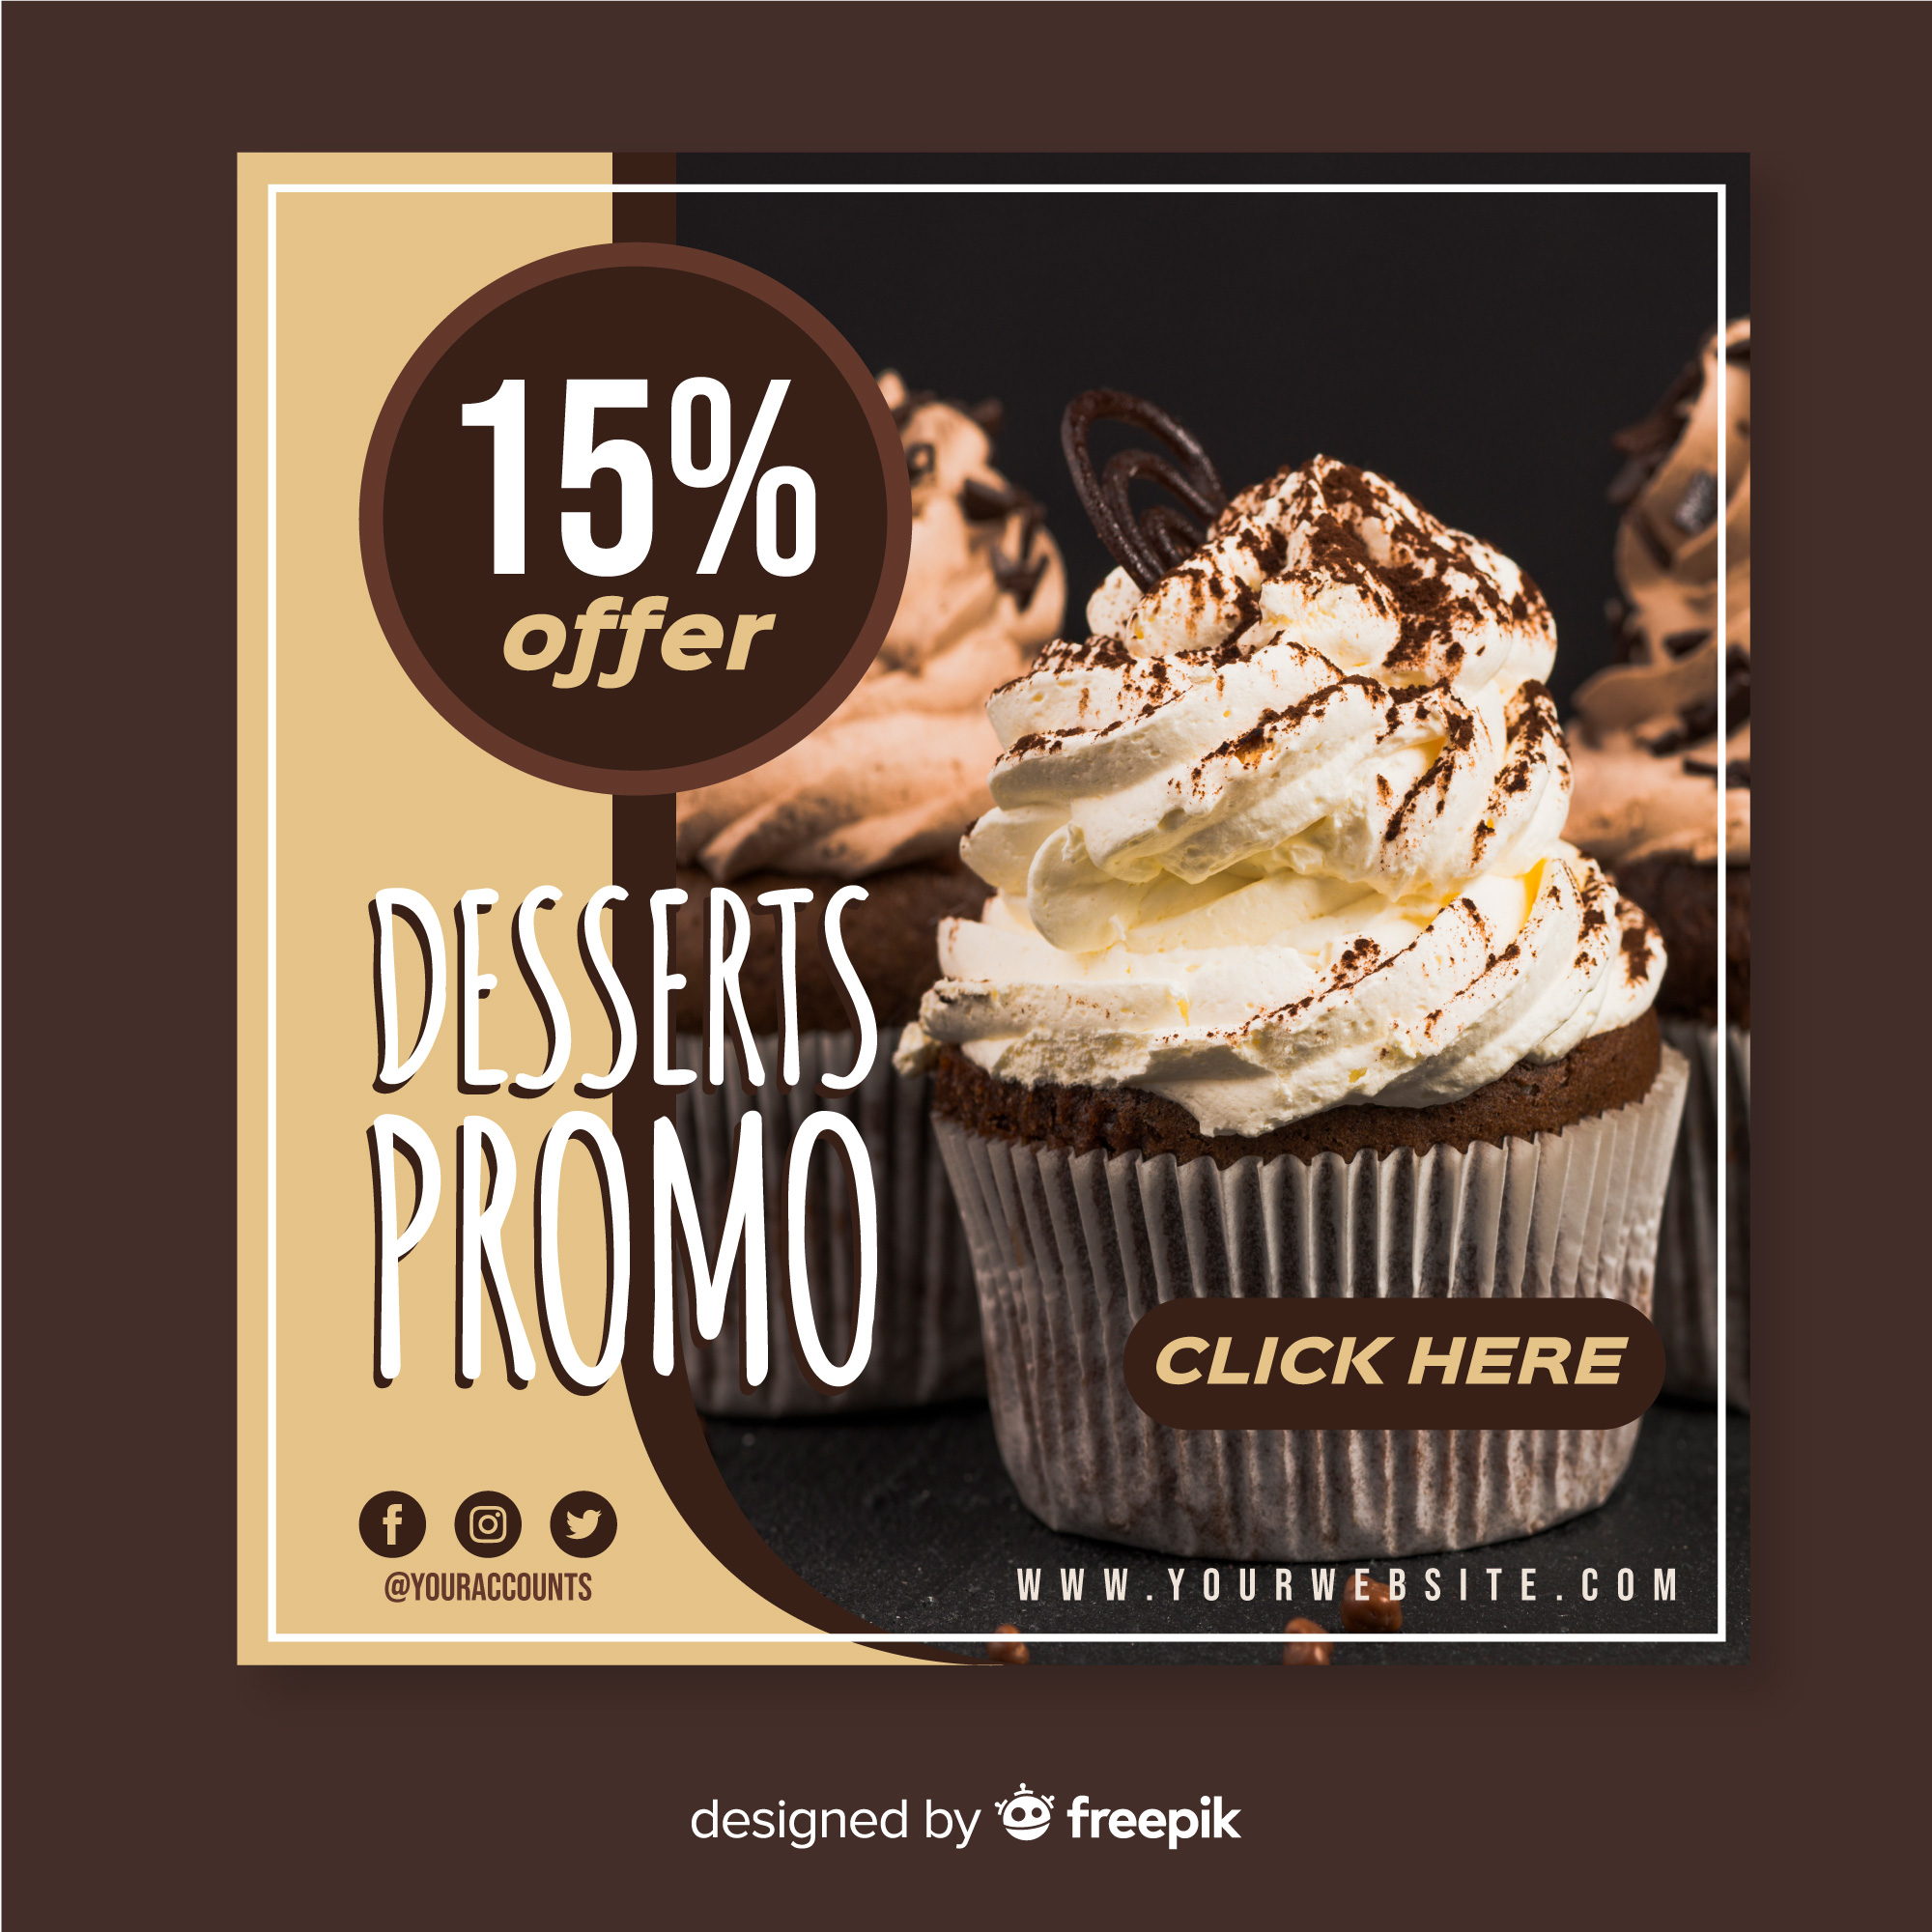 15%
offer
DESSERTS
PROMO
CLICK HERE
@YOURACCOUNTS
WWW.YOURWEBSITE.COM
designed by freepik